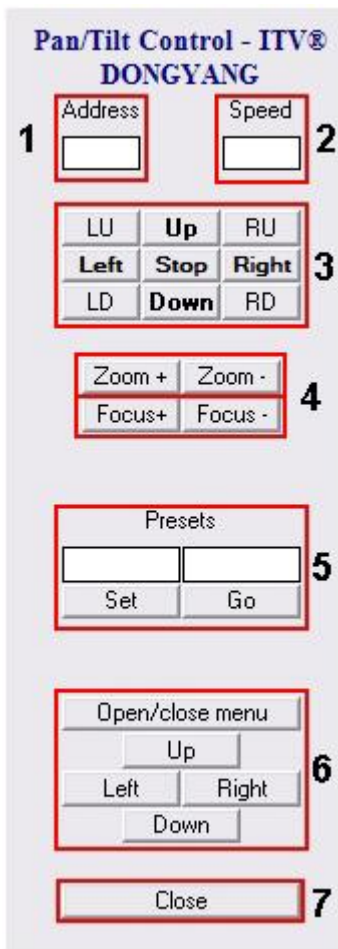 Pan/Tilt Control - ITV®
DONGYANG
Address Speed
1 2
LU Up RU
Left Stop Right 3
LD Down RD
Zoom + Zoom -
4
Focus+ Focus -
Presets
5
Set Go
Open/close menu
Up
6
Left Right
Down
Close 7